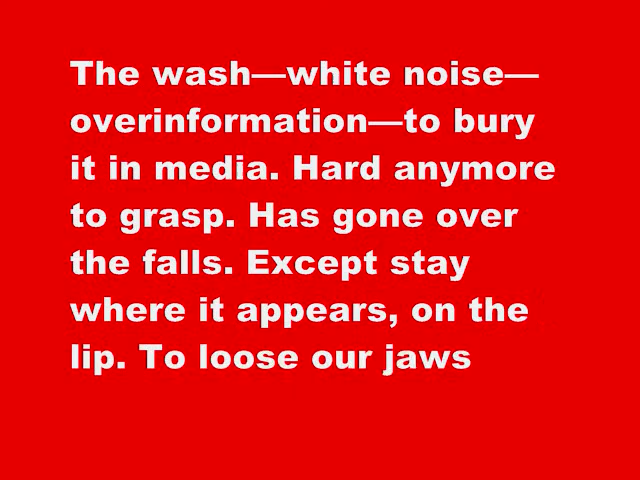 The wash—white noise—
overinformation—to bury
it in media. Hard anymore
to grasp. Has gone over
the falls. Except stay
where it appears, on the
lip. To loose our jaws